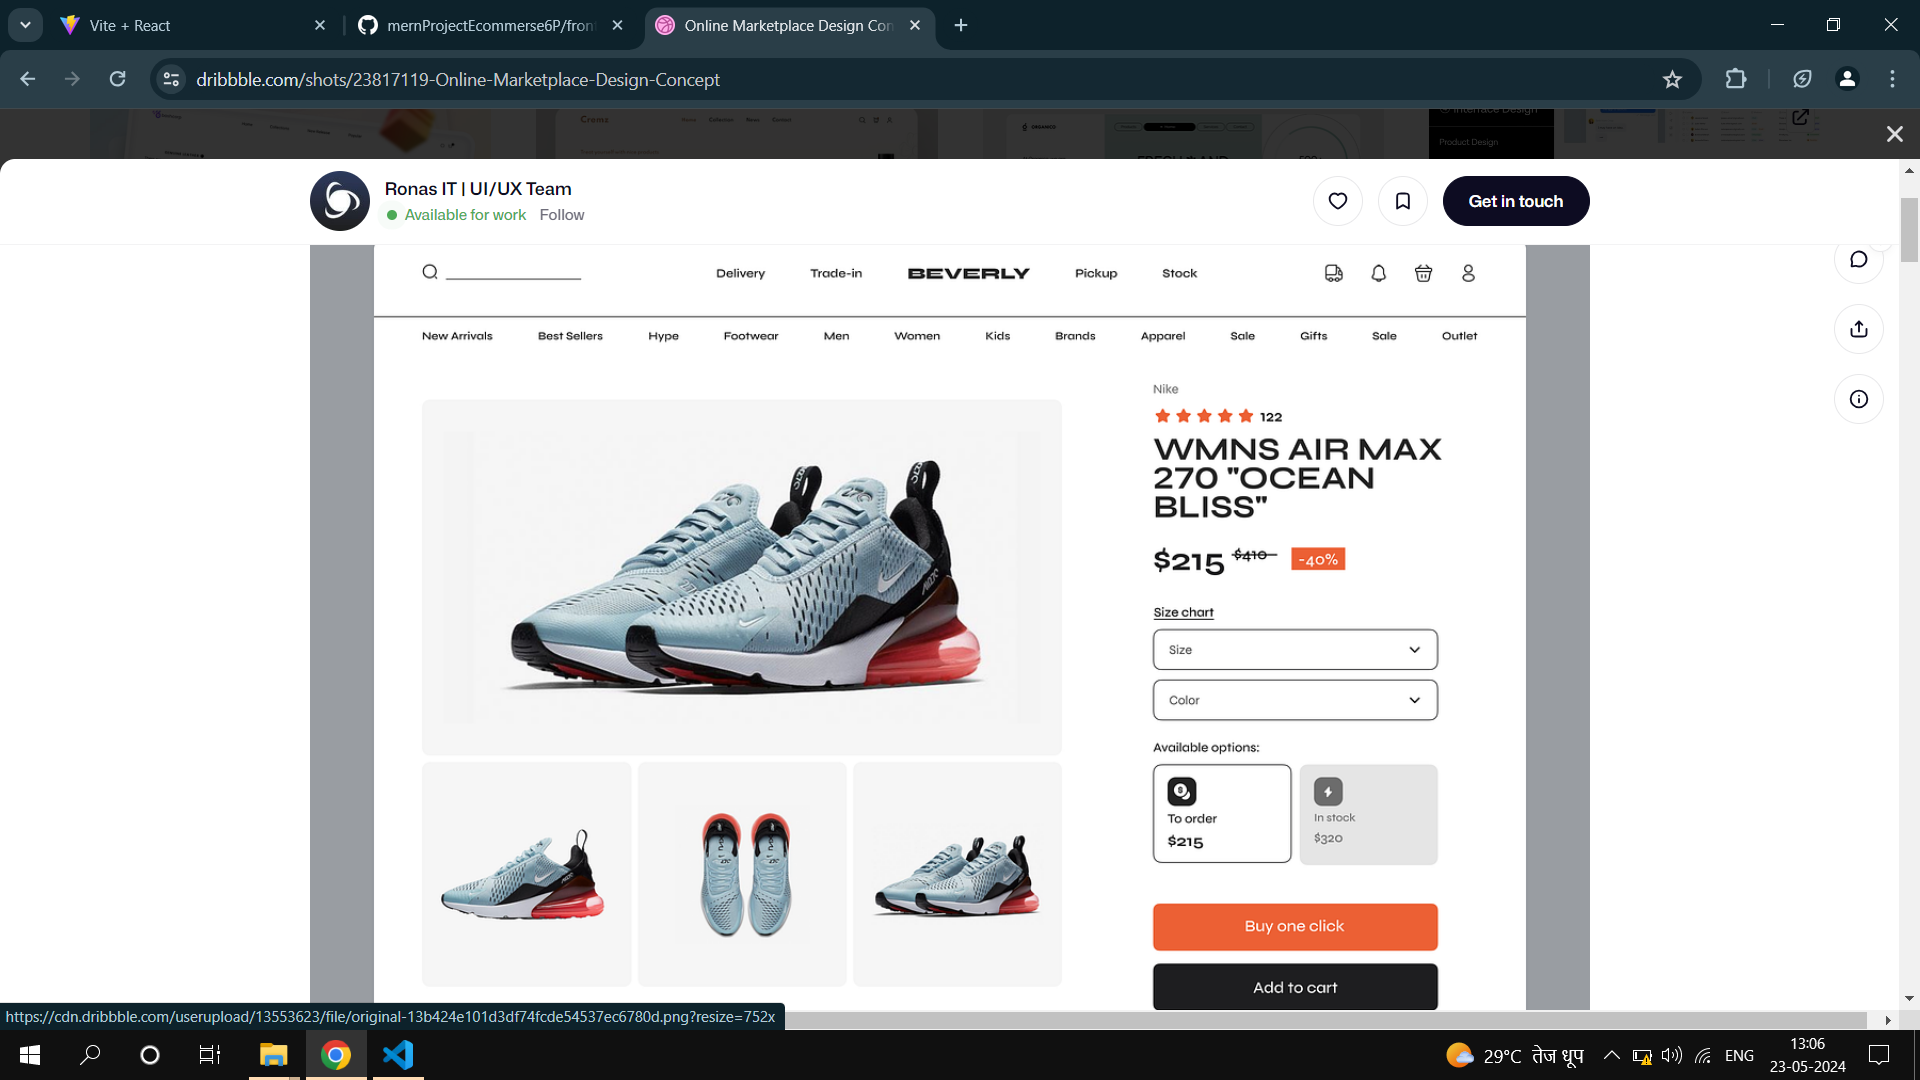 Vite + React
mernProjectEcommerse6P/fron
Online Marketplace Design Con
dribbble.com/shots/23817119-Online-Marketplace-Design-Concept
Interface Design
Product Design
Ronas IT | UI/UX Team
Available for work Follow
Get in touch
Delivery Trade-in BEVERLY Pickup Stock
New Arrivals Best Sellers Hype Footwear Men Women Kids Brands Apparel Sale Gifts Sale Outlet
Nike
122
WMNS AIR MAX
270 "OCEAN
BLISS"
$215 $410 -40%
Size chart
Size
Color
Available options:
To order
$215
In stock
$320
Buy one click
Add to cart
https://cdn.dribbble.com/userupload/13553623/file/original-13b424e101d3df74fcde54537ec6780d.png?resize=752x
29°C तेज धूप ENG
13:06
23-05-2024